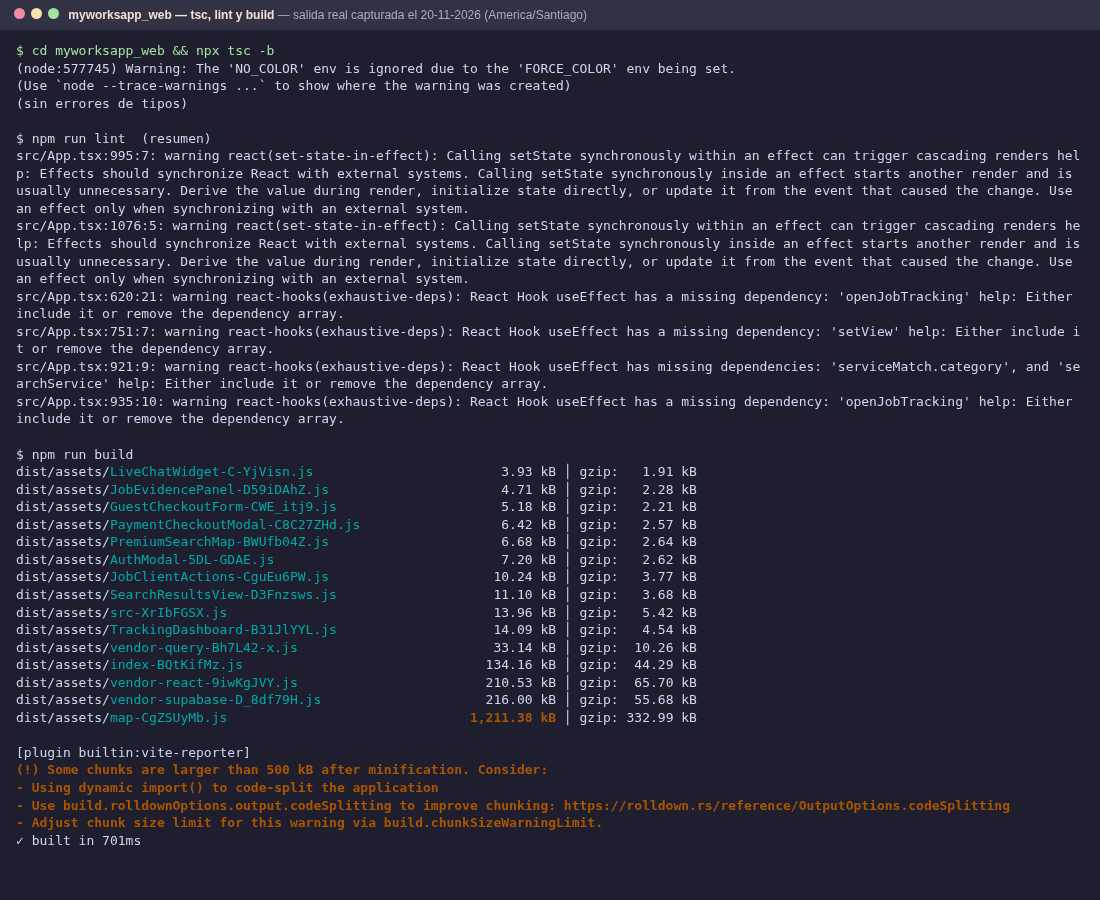 myworksapp_web — tsc, lint y build — salida real capturada el 20-11-2026 (America/Santiago)
$ cd myworksapp_web && npx tsc -b
(node:577745) Warning: The 'NO_COLOR' env is ignored due to the 'FORCE_COLOR' env being set.
(Use `node --trace-warnings ...` to show where the warning was created)
(sin errores de tipos)
$ npm run lint  (resumen)
src/App.tsx:995:7: warning react(set-state-in-effect): Calling setState synchronously within an effect can trigger cascading renders hel
p: Effects should synchronize React with external systems. Calling setState synchronously inside an effect starts another render and is
usually unnecessary. Derive the value during render, initialize state directly, or update it from the event that caused the change. Use
an effect only when synchronizing with an external system.
src/App.tsx:1076:5: warning react(set-state-in-effect): Calling setState synchronously within an effect can trigger cascading renders he
lp: Effects should synchronize React with external systems. Calling setState synchronously inside an effect starts another render and is
usually unnecessary. Derive the value during render, initialize state directly, or update it from the event that caused the change. Use
an effect only when synchronizing with an external system.
src/App.tsx:620:21: warning react-hooks(exhaustive-deps): React Hook useEffect has a missing dependency: 'openJobTracking' help: Either
include it or remove the dependency array.
src/App.tsx:751:7: warning react-hooks(exhaustive-deps): React Hook useEffect has a missing dependency: 'setView' help: Either include i
t or remove the dependency array.
src/App.tsx:921:9: warning react-hooks(exhaustive-deps): React Hook useEffect has missing dependencies: 'serviceMatch.category', and 'se
archService' help: Either include it or remove the dependency array.
src/App.tsx:935:10: warning react-hooks(exhaustive-deps): React Hook useEffect has a missing dependency: 'openJobTracking' help: Either
include it or remove the dependency array.
$ npm run build
dist/assets/LiveChatWidget-C-YjVisn.js 3.93 kB │ gzip: 1.91 kB
dist/assets/JobEvidencePanel-D59iDAhZ.js 4.71 kB │ gzip: 2.28 kB
dist/assets/GuestCheckoutForm-CWE_itj9.js 5.18 kB │ gzip: 2.21 kB
dist/assets/PaymentCheckoutModal-C8C27ZHd.js 6.42 kB │ gzip: 2.57 kB
dist/assets/PremiumSearchMap-BWUfb04Z.js 6.68 kB │ gzip: 2.64 kB
dist/assets/AuthModal-5DL-GDAE.js 7.20 kB │ gzip: 2.62 kB
dist/assets/JobClientActions-CguEu6PW.js 10.24 kB │ gzip: 3.77 kB
dist/assets/SearchResultsView-D3Fnzsws.js 11.10 kB │ gzip: 3.68 kB
dist/assets/src-XrIbFGSX.js 13.96 kB │ gzip: 5.42 kB
dist/assets/TrackingDashboard-B31JlYYL.js 14.09 kB │ gzip: 4.54 kB
dist/assets/vendor-query-Bh7L42-x.js 33.14 kB │ gzip: 10.26 kB
dist/assets/index-BQtKifMz.js 134.16 kB │ gzip: 44.29 kB
dist/assets/vendor-react-9iwKgJVY.js 210.53 kB │ gzip: 65.70 kB
dist/assets/vendor-supabase-D_8df79H.js 216.00 kB │ gzip: 55.68 kB
dist/assets/map-CgZSUyMb.js 1,211.38 kB │ gzip: 332.99 kB
[plugin builtin:vite-reporter]
(!) Some chunks are larger than 500 kB after minification. Consider:
- Using dynamic import() to code-split the application
- Use build.rolldownOptions.output.codeSplitting to improve chunking: https://rolldown.rs/reference/OutputOptions.codeSplitting
- Adjust chunk size limit for this warning via build.chunkSizeWarningLimit.
✓ built in 701ms